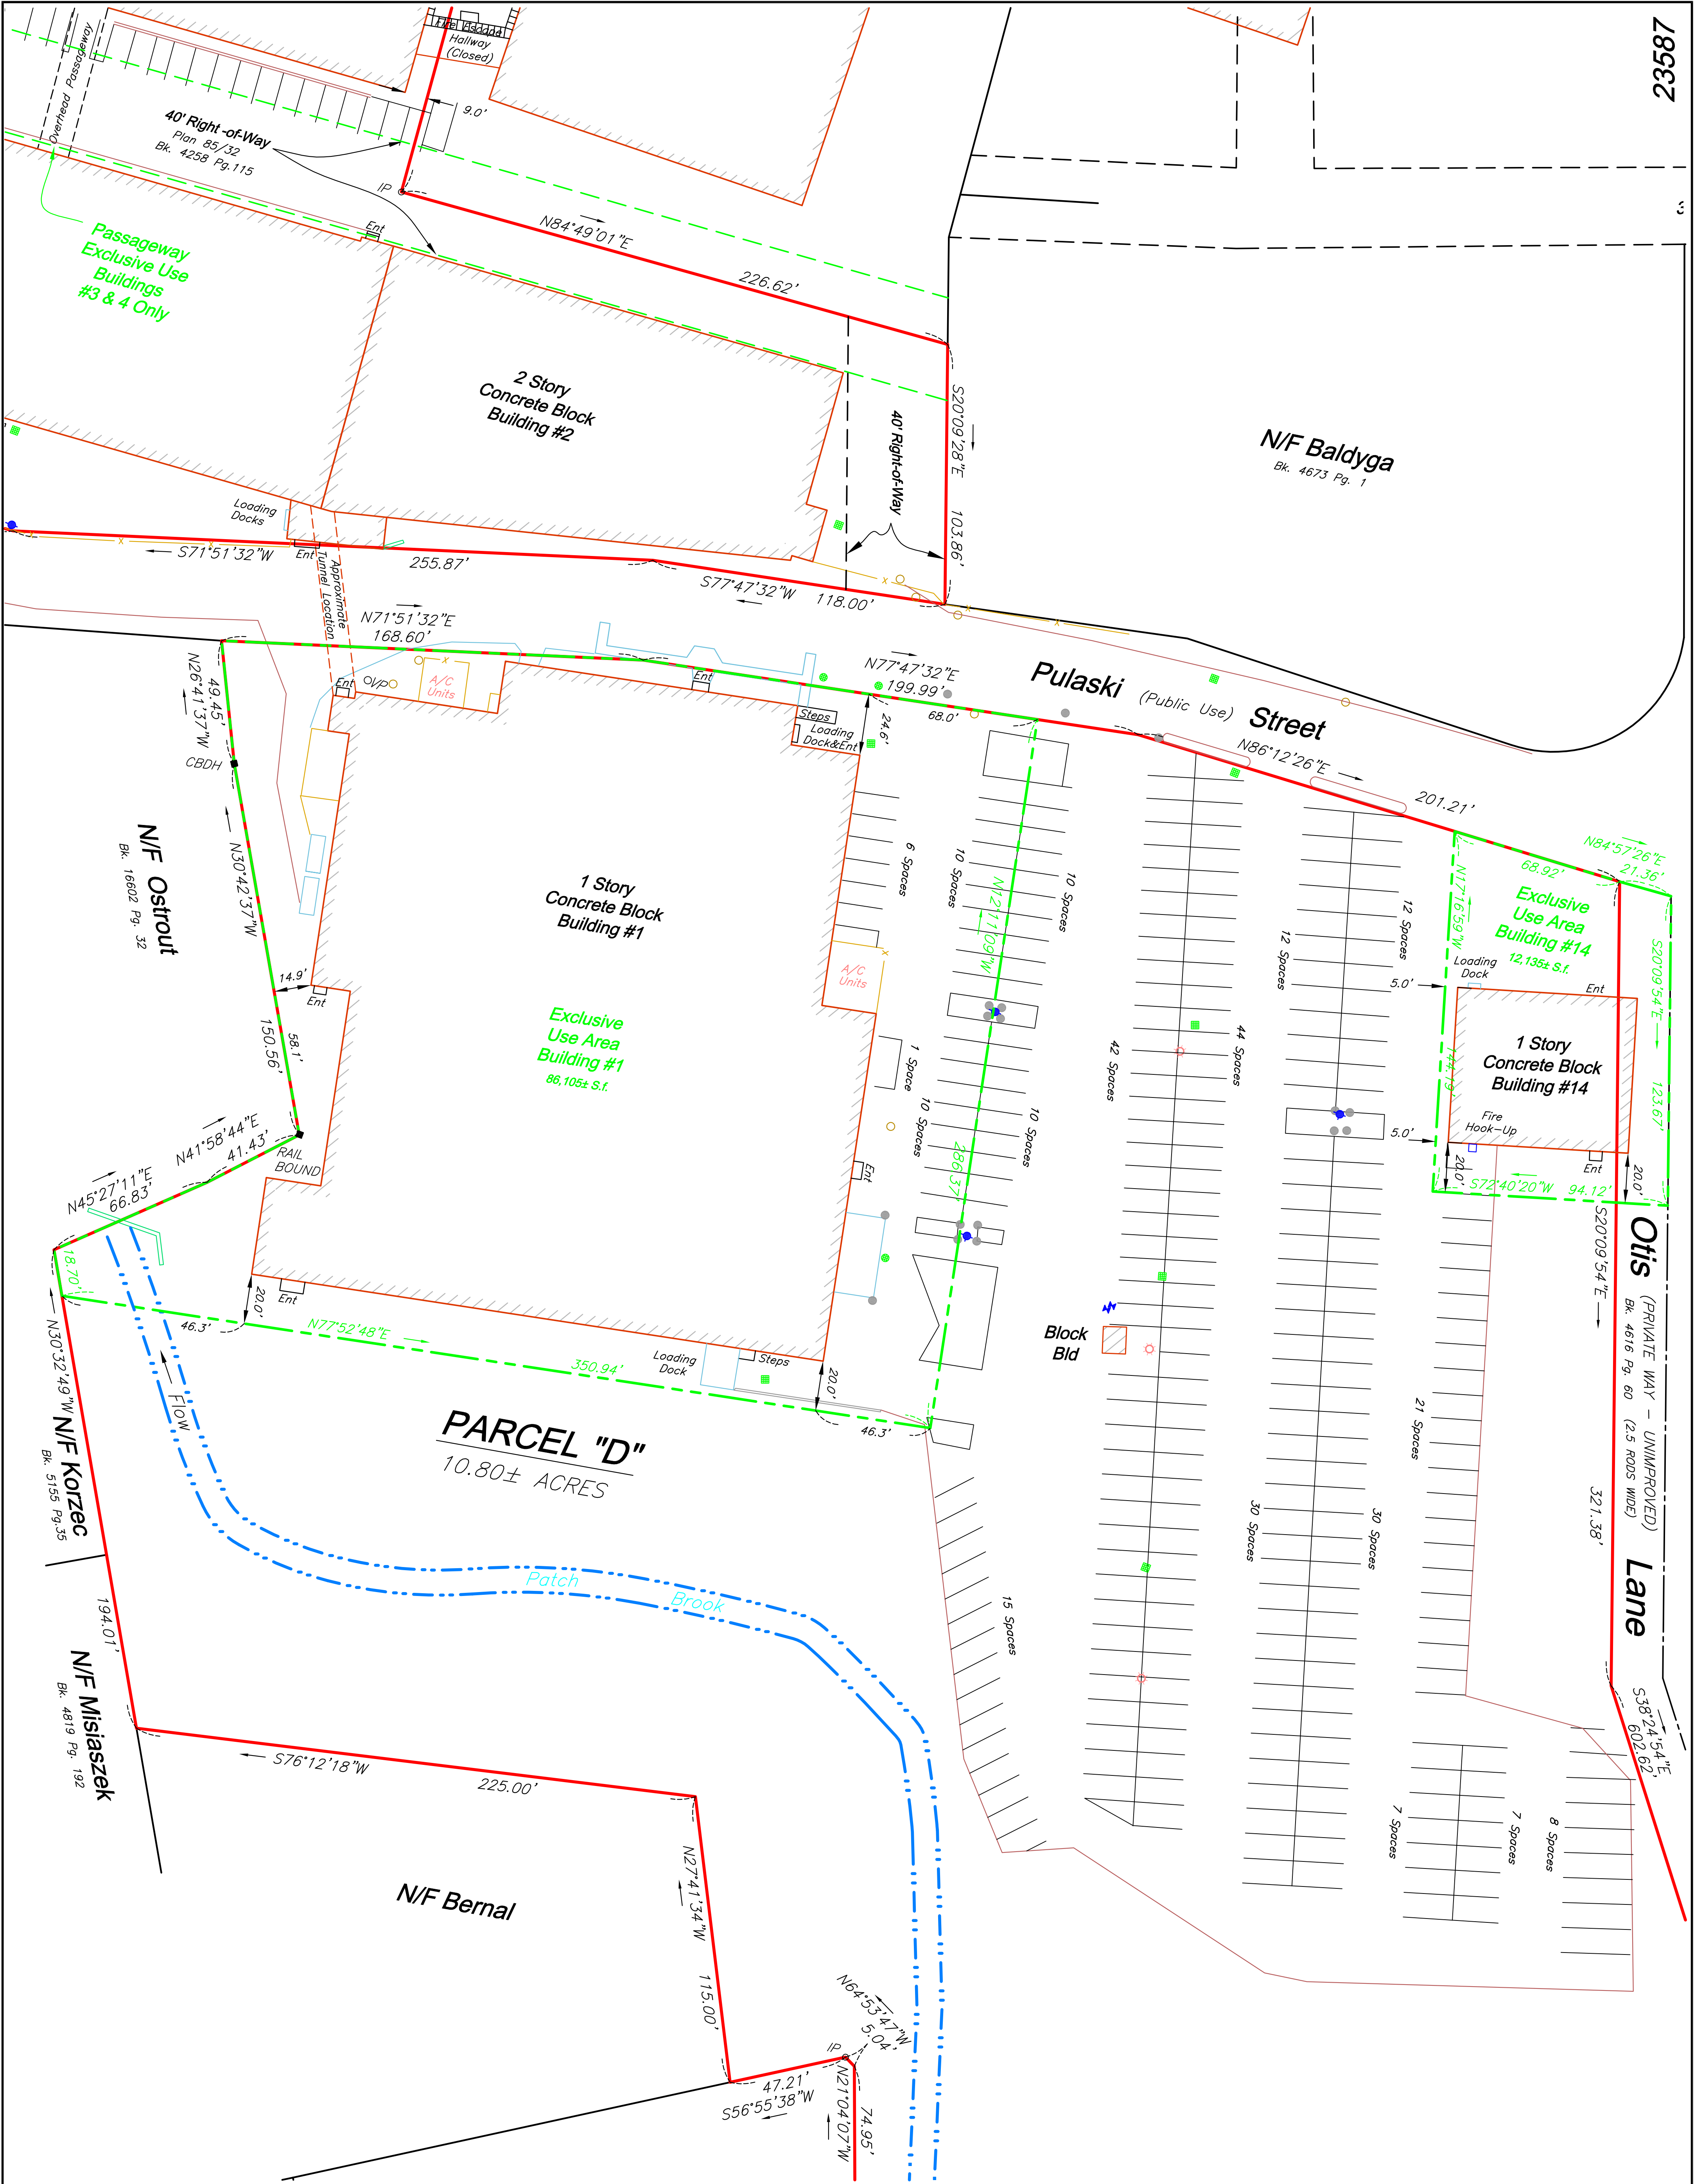 23587
Fire Escape
Hallway
(Closed)
Overhead Passageway
9.0'
40' Right-of-Way
Plan 85/32
Bk. 4258 Pg.115
IP
Ent
N84°49'01"E
226.62'
Passageway
Exclusive Use
Buildings
#3 & 4 Only
2 Story
Concrete Block
Building #2
40' Right-of-Way
S20°09'28"E 103.86'
N/F Baldyga
Bk. 4673 Pg. 1
Loading
Docks
Ent
S71°51'32"W
255.87'
Approximate
Tunnel Location
S77°47'32"W 118.00'
N71°51'32"E
168.60'
N77°47'32"E
199.99'
68.0'
Pulaski (Public Use) Street
N86°12'26"E
201.21'
N84°57'26"E
21.36'
68.92'
N26°41'37"W
49.45'
CBDH
Ent
VP
A/C
Units
Ent
Steps
Loading
Dock&Ent
24.6'
N30°42'37"W
150.56'
58.1'
14.9'
Ent
N/F Ostrout
Bk. 16602 Pg. 32
1 Story
Concrete Block
Building #1
Exclusive
Use Area
Building #1
86,105± S.f.
6 Spaces
10 Spaces
10 Spaces
N12°11'09"W
286.37'
A/C
Units
1 Space
10 Spaces
10 Spaces
Ent
42 Spaces
44 Spaces
12 Spaces
12 Spaces
N17°16'59"W
144.19'
Exclusive
Use Area
Building #14
12,135± S.f.
Loading
Dock
Ent
5.0'
1 Story
Concrete Block
Building #14
Fire
Hook-Up
5.0'
20.0'
Ent
20.0'
S72°40'20"W 94.12'
S20°09'54"E
123.67'
S20°09'54"E
321.38'
Otis (PRIVATE WAY - UNIMPROVED) Lane
Bk. 4616 Pg. 60 (2.5 RODS WIDE)
N41°58'44"E
41.43'
RAIL
BOUND
N45°27'11"E
66.83'
18.70'
46.3'
20.0'
Ent
N77°52'48"E
350.94'
Loading
Dock
Steps
20.0'
46.3'
Block
Bld
21 Spaces
30 Spaces
30 Spaces
15 Spaces
Flow
PARCEL "D"
10.80± ACRES
N30°32'49"W
194.01'
N/F Korzec
Bk. 5155 Pg.35
Patch Brook
N/F Misiaszek
Bk. 4819 Pg. 192
S76°12'18"W
225.00'
N27°41'34"W
115.00'
N/F Bernal
7 Spaces
7 Spaces
8 Spaces
S38°24'54"E
602.62'
N64°53'47"W
5.04'
IP
47.21'
S56°55'38"W
N21°04'07"W
74.95'